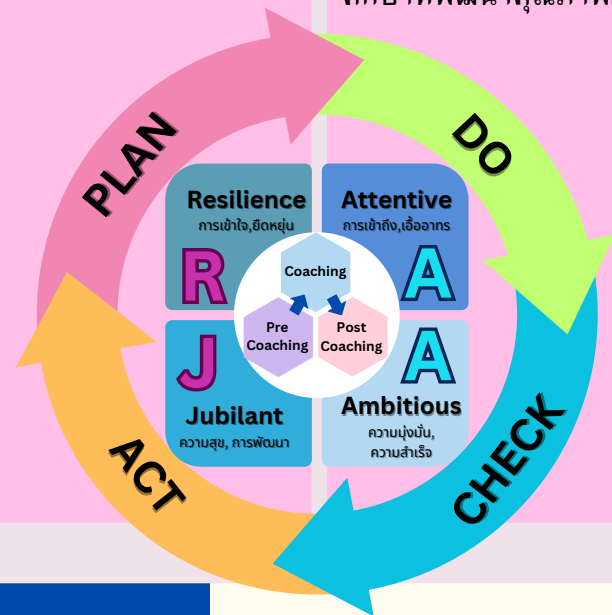 PLAN
DO
Resilience
การเข้าใจ,ยืดหยุ่น
R
Attentive
การเข้าถึง,เอื้ออาทร
A
Coaching
Pre
Coaching
Post
Coaching
J
Jubilant
ความสุข, การพัฒนา
A
Ambitious
ความมุ่งมั่น,
ความสำเร็จ
ACT
CHECK